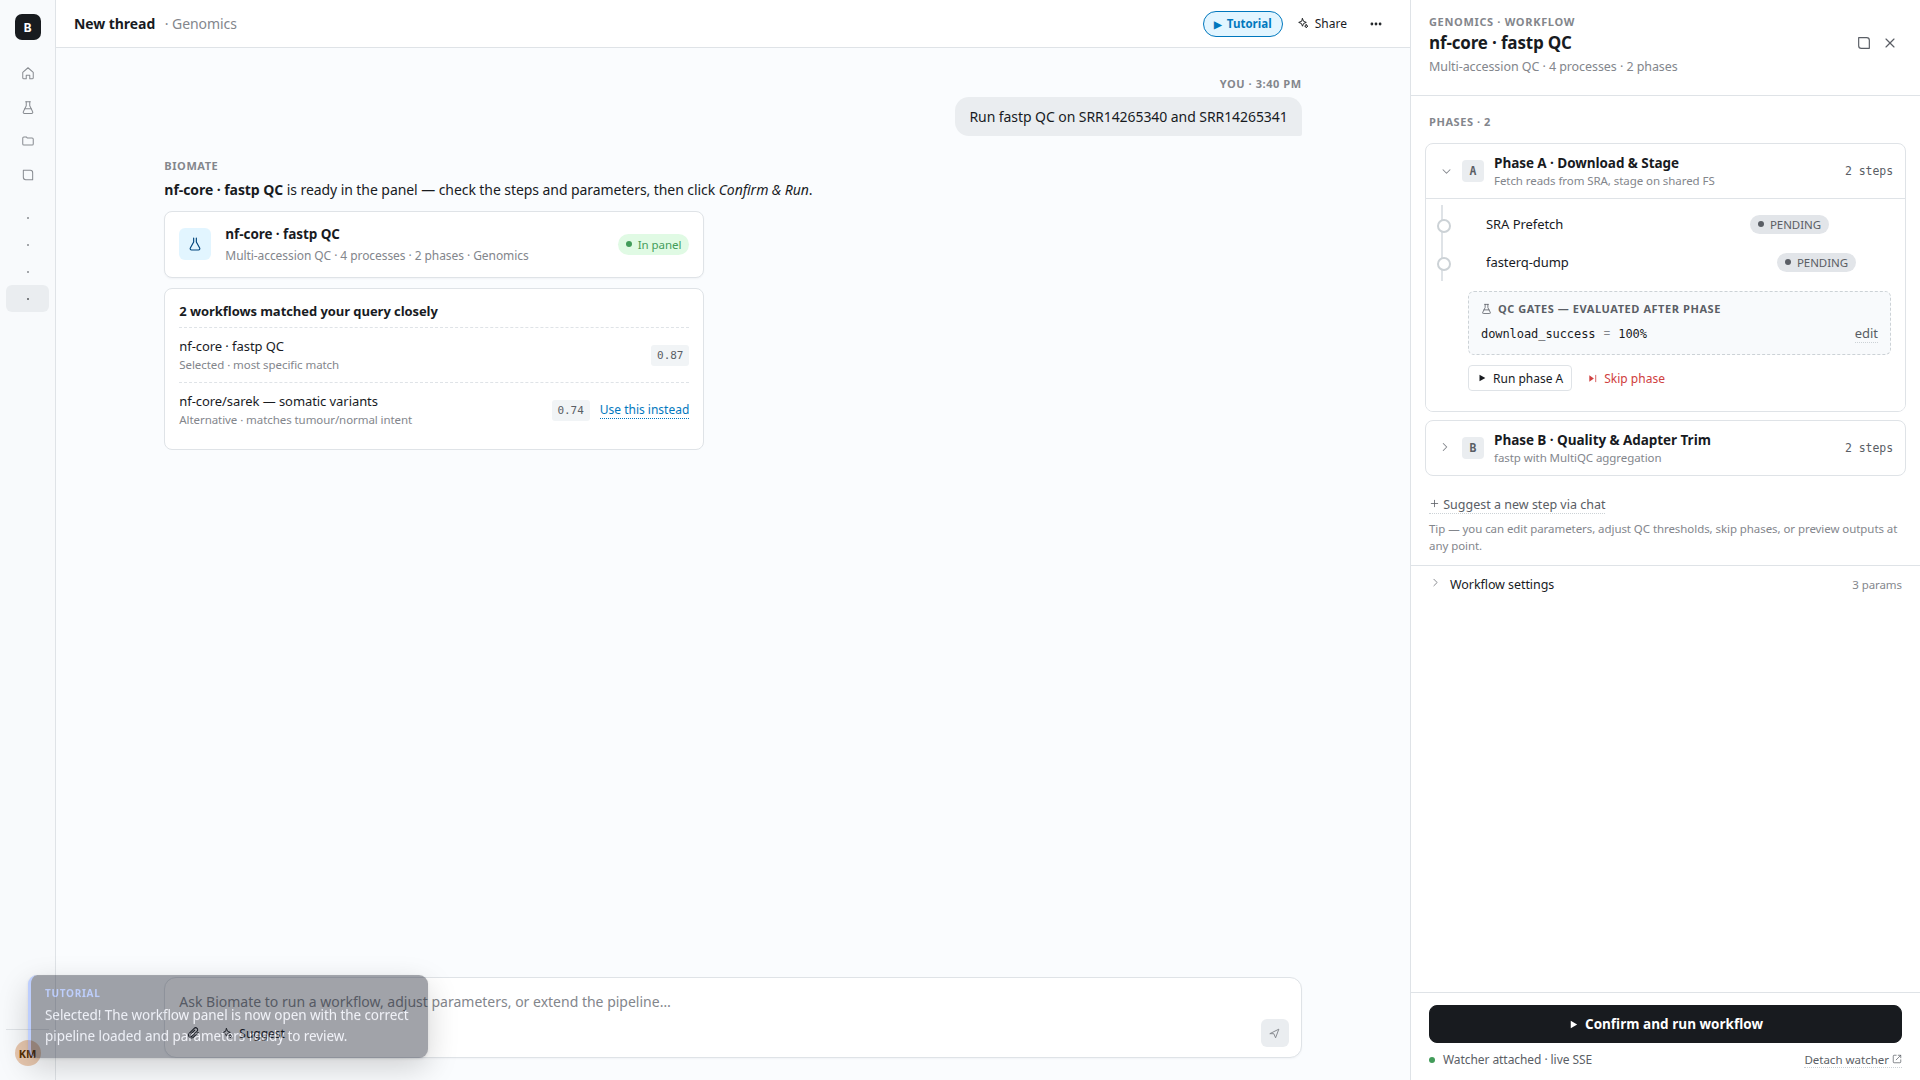 B
New thread · Genomics
▶ Tutorial
Share
YOU · 3:40 PM
Run fastp QC on SRR14265340 and SRR14265341
BIOMATE
nf-core · fastp QC is ready in the panel — check the steps and parameters, then click Confirm & Run.
nf-core · fastp QC
Multi-accession QC · 4 processes · 2 phases · Genomics
In panel
2 workflows matched your query closely
nf-core · fastp QC
Selected · most specific match
0.87
nf-core/sarek — somatic variants
Alternative · matches tumour/normal intent
0.74
Use this instead
Ask Biomate to run a workflow, adjust parameters, or extend the pipeline...
Suggest
TUTORIAL
Selected! The workflow panel is now open with the correct
pipeline loaded and parameters ready to review.
KM
GENOMICS · WORKFLOW
nf-core · fastp QC
Multi-accession QC · 4 processes · 2 phases
PHASES · 2
A
Phase A · Download & Stage
Fetch reads from SRA, stage on shared FS
2 steps
SRA Prefetch
PENDING
fasterq-dump
PENDING
QC GATES — EVALUATED AFTER PHASE
download_success = 100%
edit
Run phase A
Skip phase
B
Phase B · Quality & Adapter Trim
fastp with MultiQC aggregation
2 steps
+ Suggest a new step via chat
Tip — you can edit parameters, adjust QC thresholds, skip phases, or preview outputs at
any point.
Workflow settings
3 params
Confirm and run workflow
Watcher attached · live SSE
Detach watcher